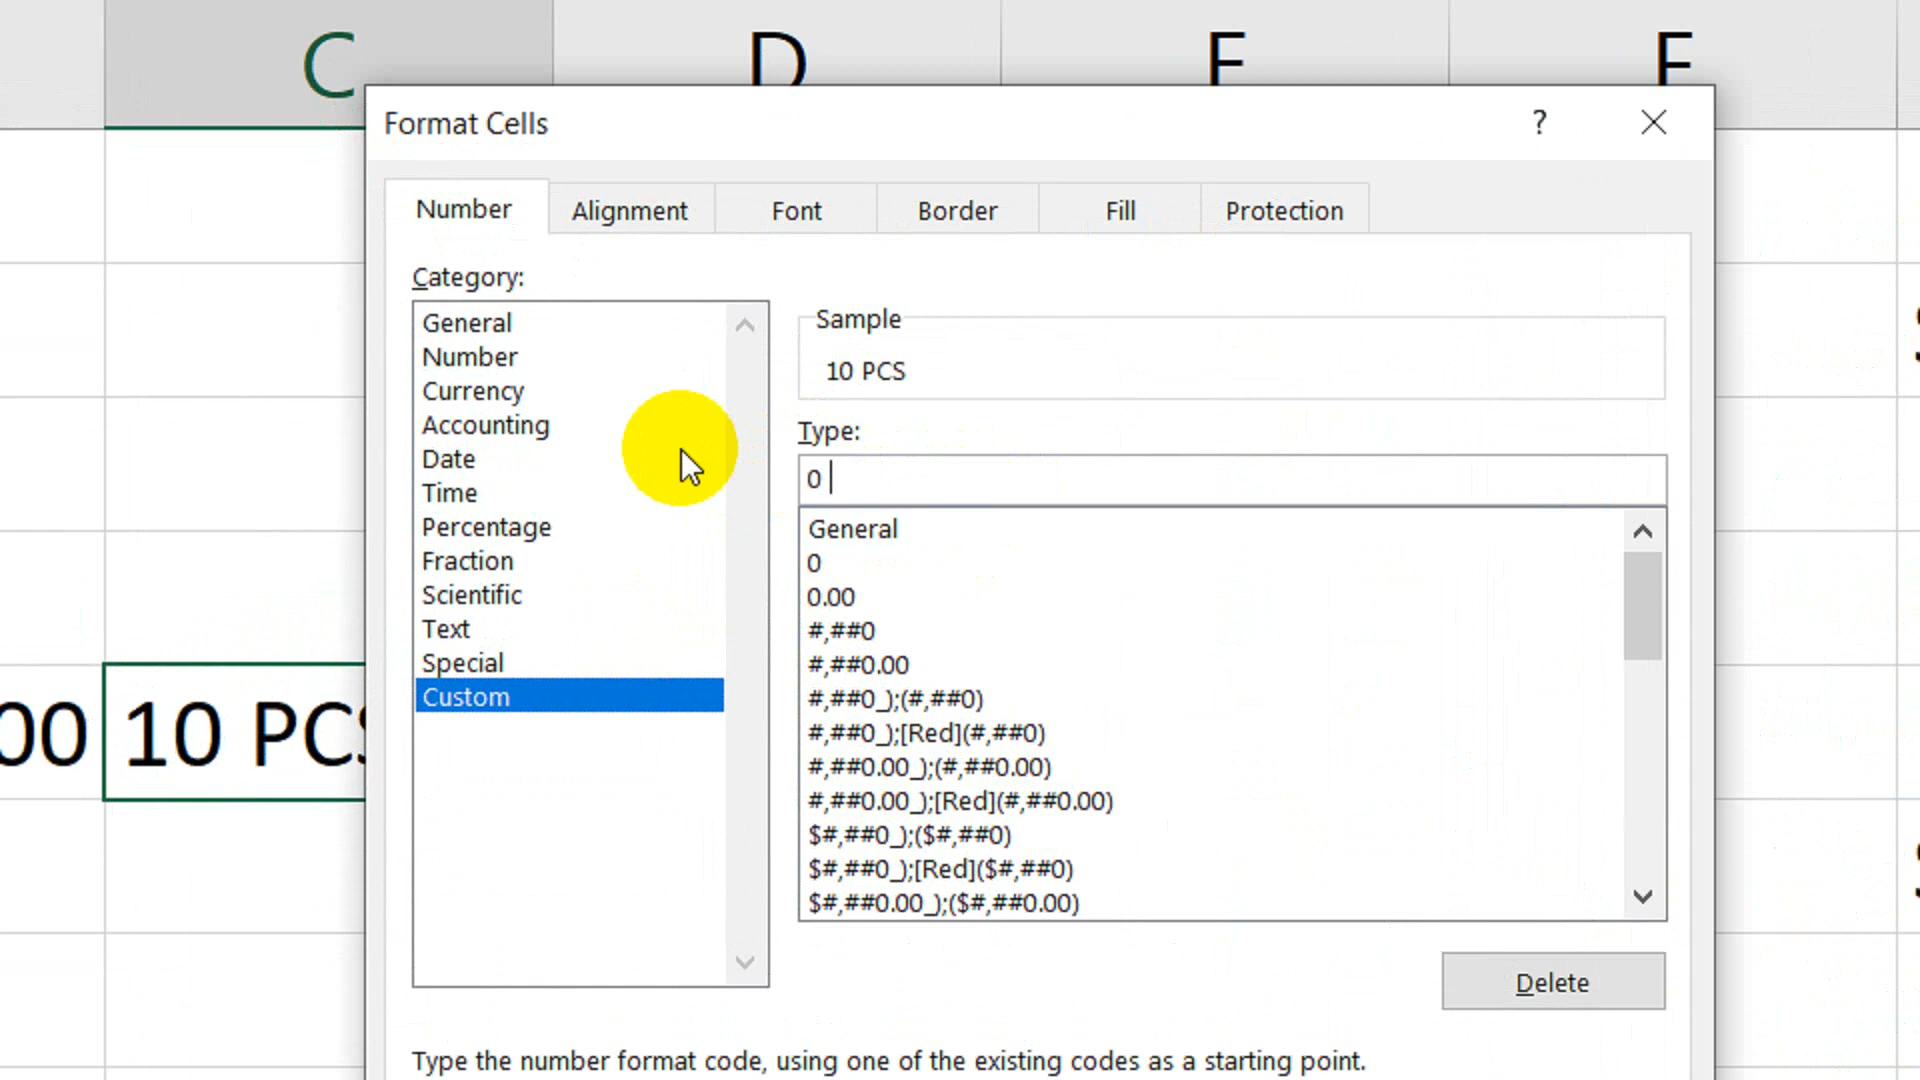 C D E F
Format Cells ?
Number Alignment Font Border Fill Protection
Category:
General
Number
Currency
Accounting
Date
Time
Percentage
Fraction
Scientific
Text
Special
Custom
Sample
10 PCS
Type:
0
General
0
0.00
#,##0
#,##0.00
#,##0_);(#,##0)
#,##0_);[Red](#,##0)
#,##0.00_);(#,##0.00)
#,##0.00_);[Red](#,##0.00)
$#,##0_);($#,##0)
$#,##0_);[Red]($#,##0)
$#,##0.00_);($#,##0.00)
Delete
00 10 PCS
Type the number format code, using one of the existing codes as a starting point.